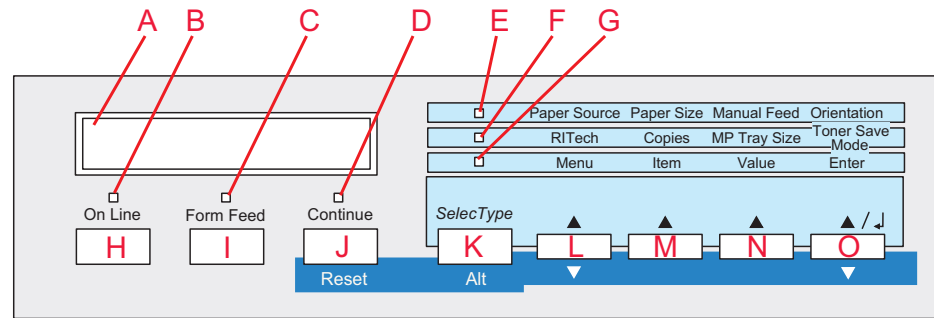 A B C D E F G
Paper Source Paper Size Manual Feed Orientation
RITech Copies MP Tray Size Toner Save Mode
Menu Item Value Enter
On Line Form Feed Continue SelecType
H I J K L M N O
/
Reset Alt